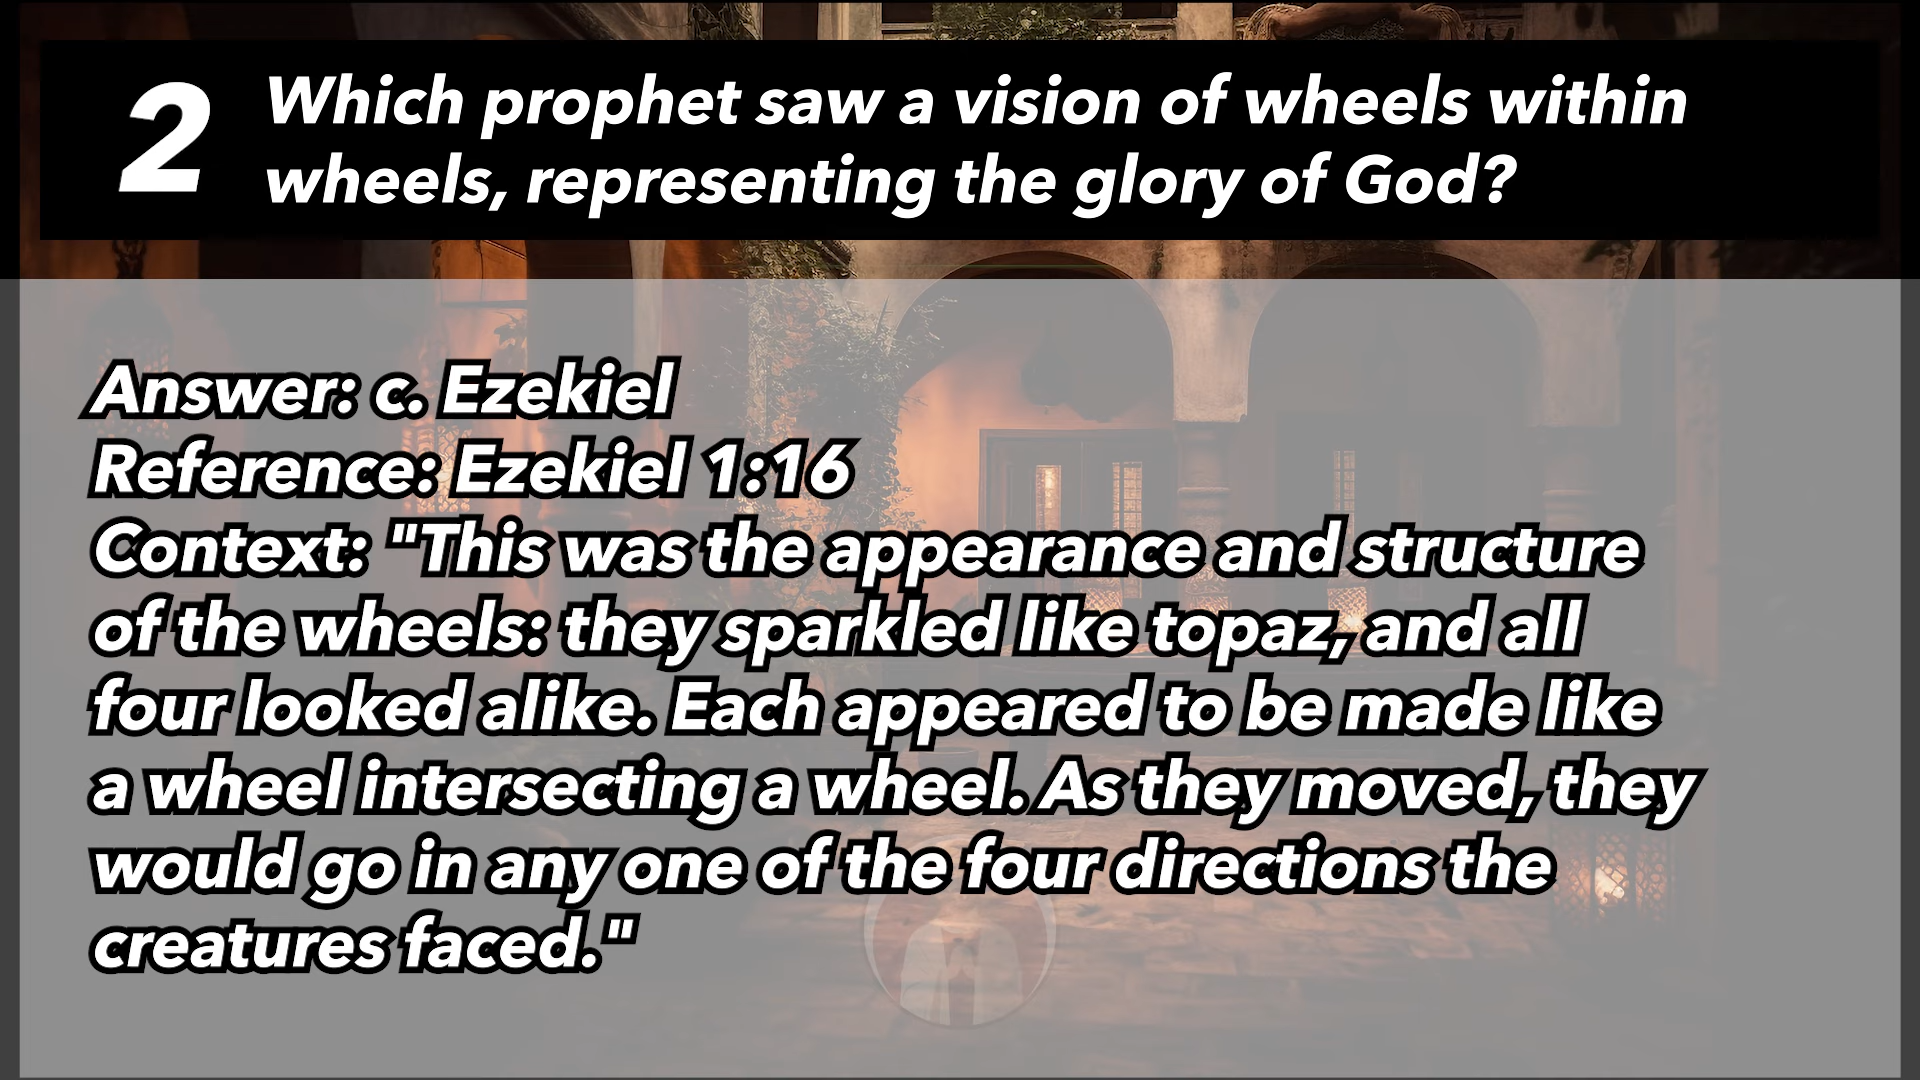 2
Which prophet saw a vision of wheels within
wheels, representing the glory of God?
Answer: c. Ezekiel
Reference: Ezekiel 1:16
Context: "This was the appearance and structure
of the wheels: they sparkled like topaz, and all
four looked alike. Each appeared to be made like
a wheel intersecting a wheel. As they moved, they
would go in any one of the four directions the
creatures faced."